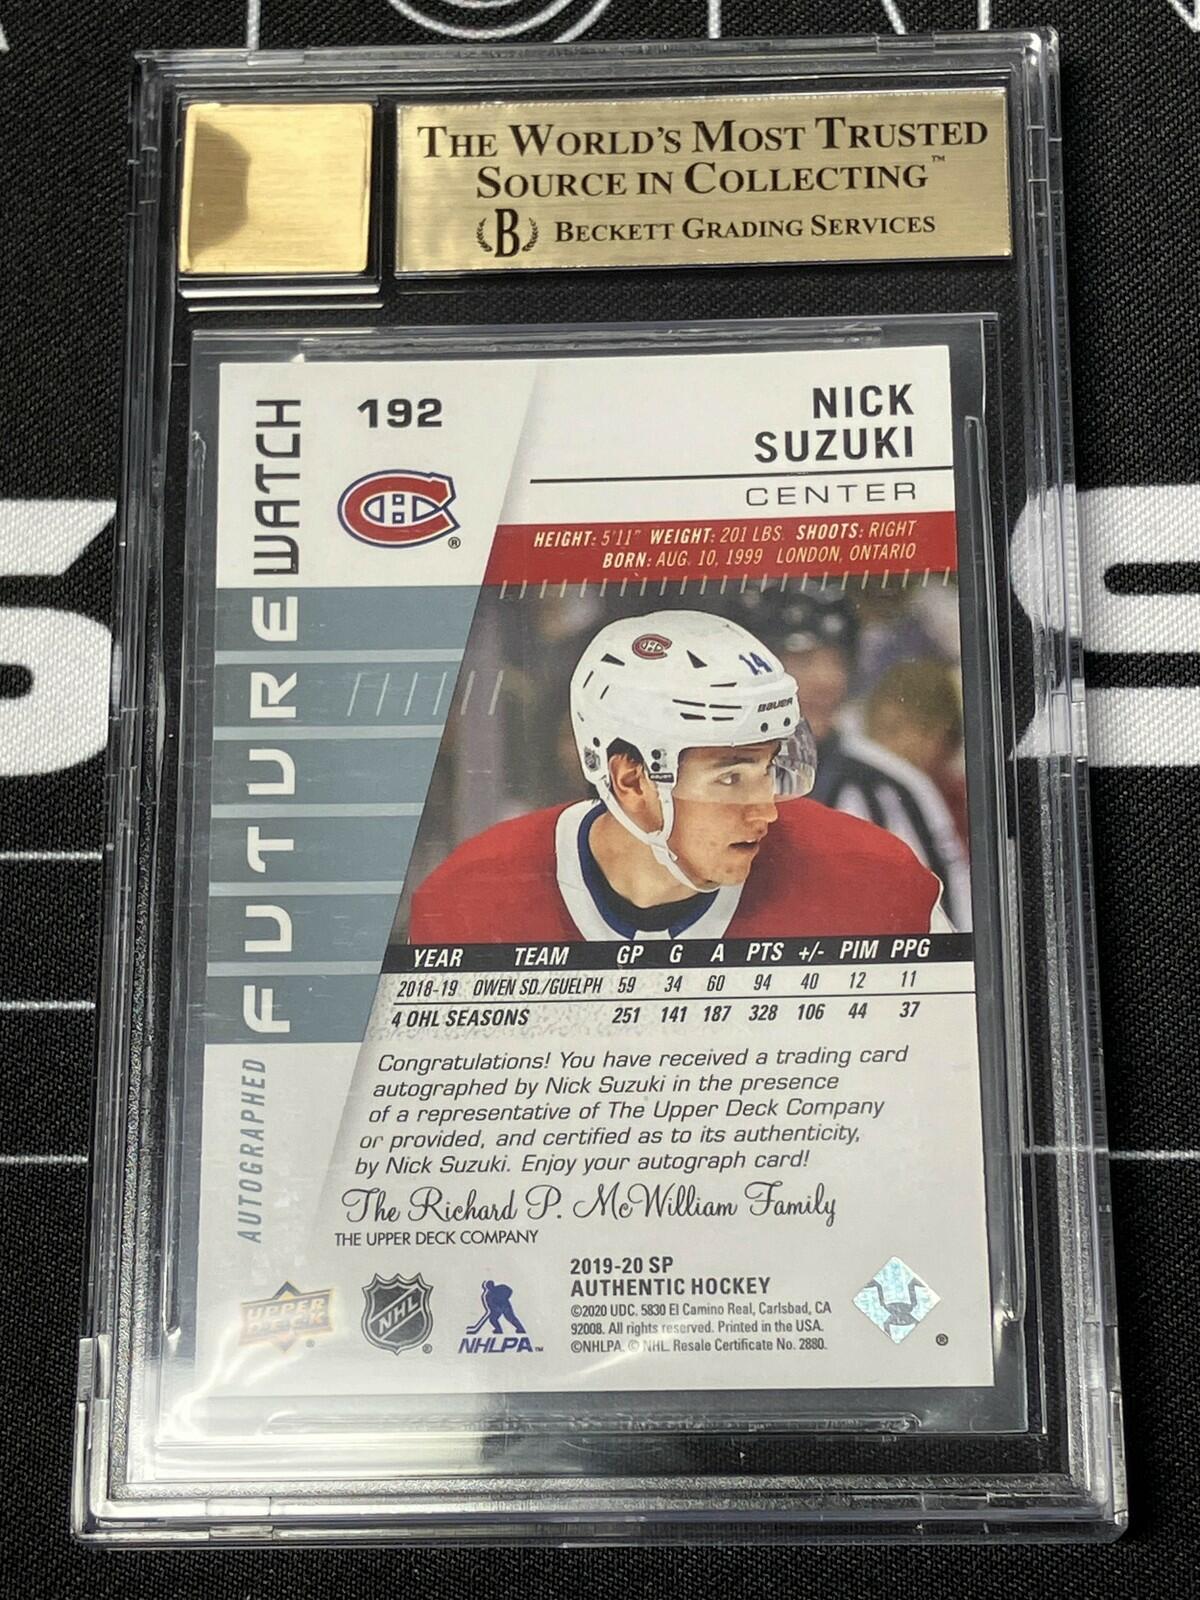 THE WORLD'S MOST TRUSTED
SOURCE IN COLLECTING™
B BECKETT GRADING SERVICES
192
NICK
SUZUKI
CENTER
HEIGHT: 5'11" WEIGHT: 201 LBS. SHOOTS: RIGHT
BORN: AUG. 10, 1999 LONDON, ONTARIO
AUTOGRAPHED FUTURE WATCH
14
BAUER
YEAR TEAM GP G A PTS +/- PIM PPG
2018-19 OWEN SD./GUELPH 59 34 60 94 40 12 11
4 OHL SEASONS 251 141 187 328 106 44 37
Congratulations! You have received a trading card
autographed by Nick Suzuki in the presence
of a representative of The Upper Deck Company
or provided, and certified as to its authenticity,
by Nick Suzuki. Enjoy your autograph card!
The Richard P. McWilliam Family
THE UPPER DECK COMPANY
UPPER DECK ®
NHL ®
NHLPA™
2019-20 SP
AUTHENTIC HOCKEY
©2020 UDC. 5830 El Camino Real, Carlsbad, CA
92008. All rights reserved. Printed in the USA.
©NHLPA. © NHL. Resale Certificate No. 2880.
®